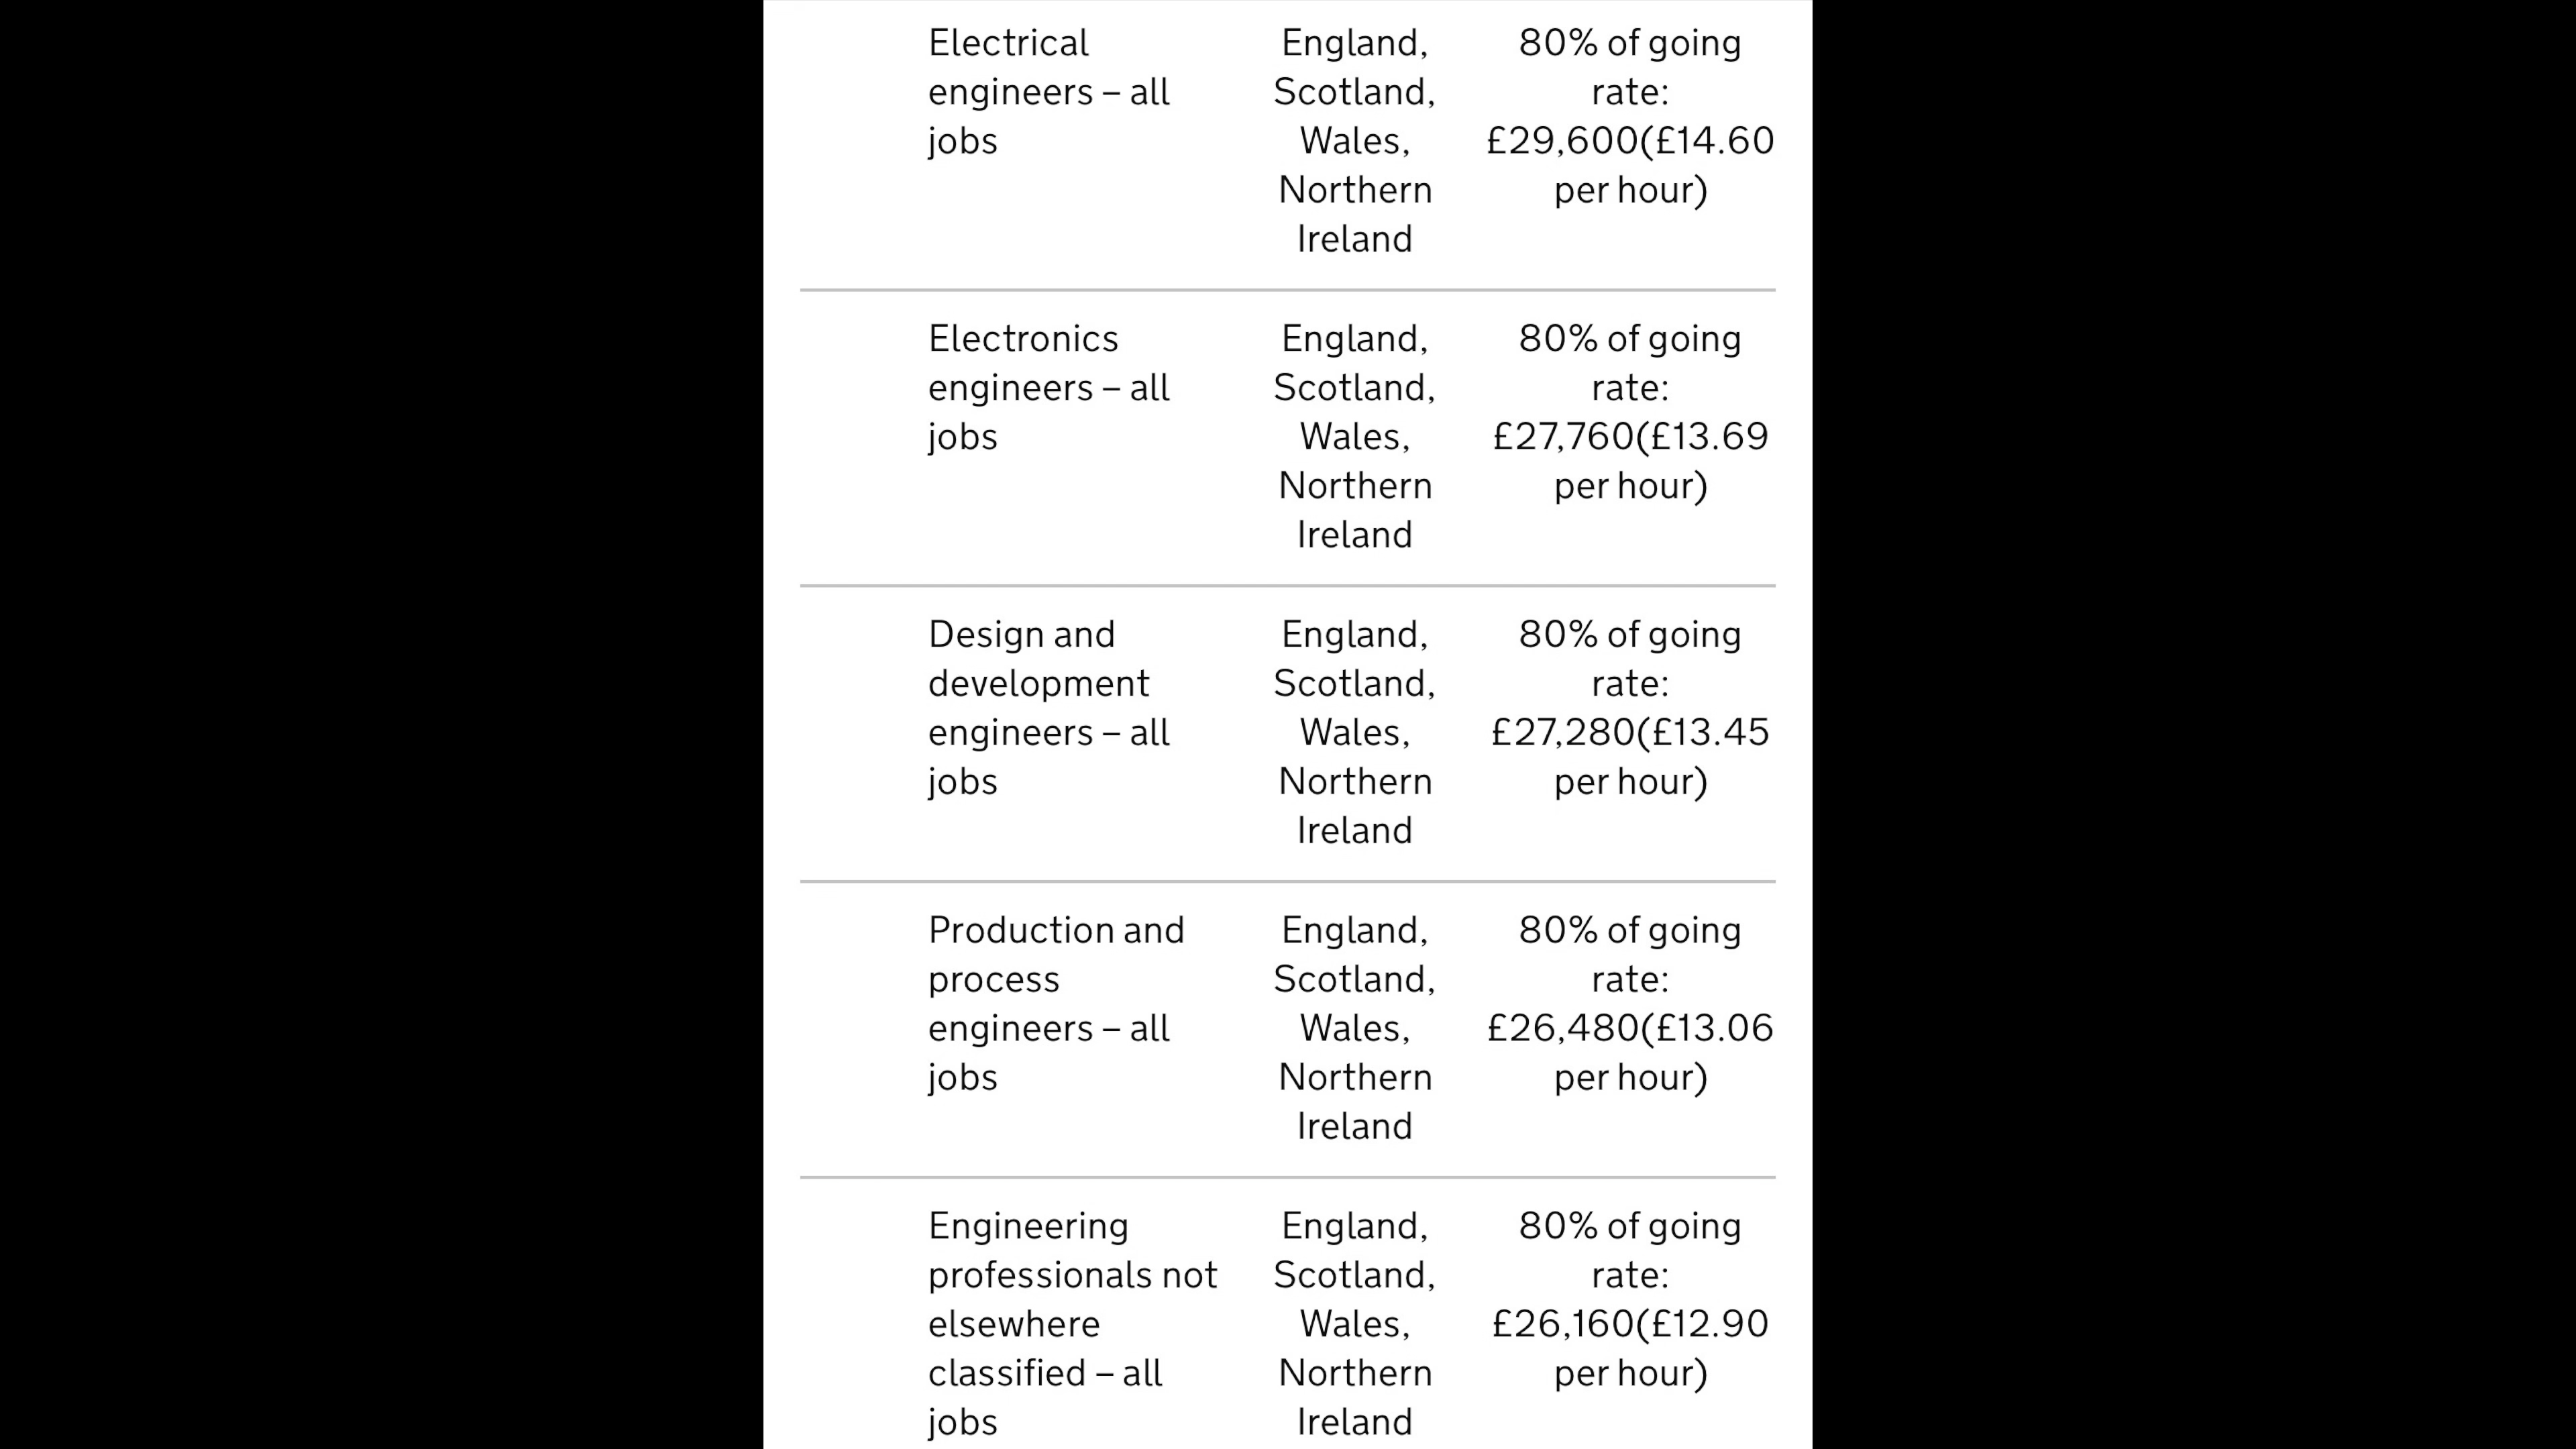 Electrical England, 80% of going
engineers – all Scotland, rate:
jobs Wales, £29,600(£14.60
Northern per hour)
Ireland
Electronics England, 80% of going
engineers – all Scotland, rate:
jobs Wales, £27,760(£13.69
Northern per hour)
Ireland
Design and England, 80% of going
development Scotland, rate:
engineers – all Wales, £27,280(£13.45
jobs Northern per hour)
Ireland
Production and England, 80% of going
process Scotland, rate:
engineers – all Wales, £26,480(£13.06
jobs Northern per hour)
Ireland
Engineering England, 80% of going
professionals not Scotland, rate:
elsewhere Wales, £26,160(£12.90
classified – all Northern per hour)
jobs Ireland